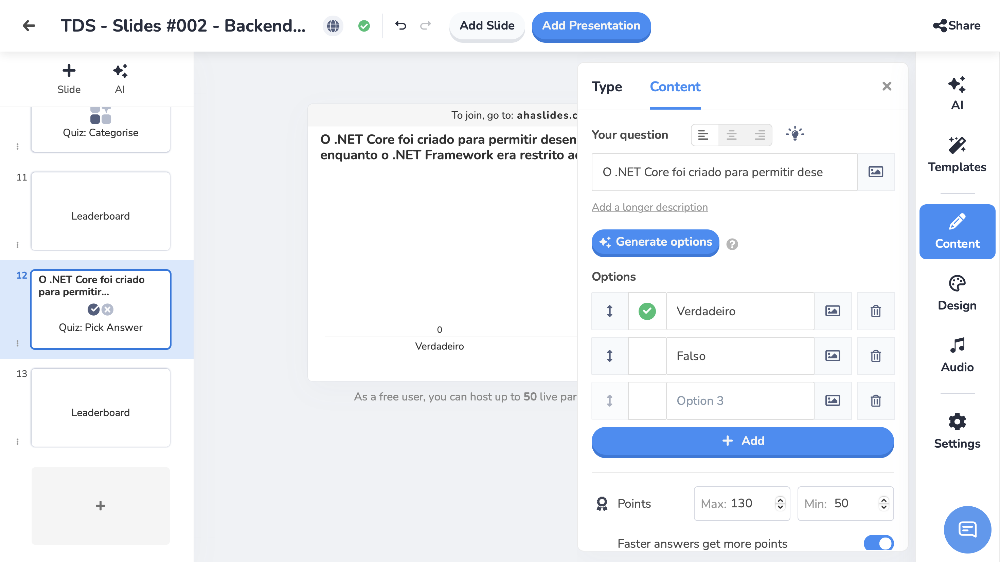 TDS - Slides #002 - Backend...
Add Slide
Add Presentation
Share
Slide
AI
Quiz: Categorise
11
Leaderboard
12
O .NET Core foi criado
para permitir...
Quiz: Pick Answer
13
Leaderboard
To join, go to: ahaslides.c
O .NET Core foi criado para permitir desen
enquanto o .NET Framework era restrito a
0
Verdadeiro
As a free user, you can host up to 50 live par
Type
Content
Your question
O .NET Core foi criado para permitir dese
Add a longer description
Generate options
?
Options
Verdadeiro
Falso
Option 3
+ Add
Points
Max: 130
Min: 50
Faster answers get more points
AI
Templates
Content
Design
Audio
Settings